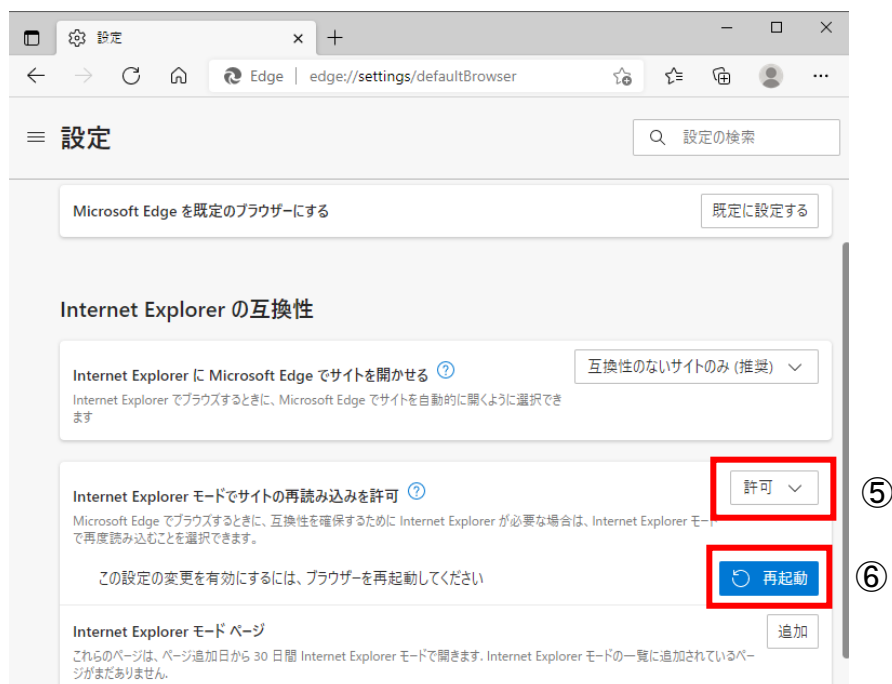 設定
Edge | edge://settings/defaultBrowser
設定
設定の検索
Microsoft Edge を既定のブラウザーにする
既定に設定する
Internet Explorer の互換性
Internet Explorer に Microsoft Edge でサイトを開かせる
互換性のないサイトのみ (推奨)
Internet Explorer でブラウズするときに、Microsoft Edge でサイトを自動的に開くように選択でき
ます
Internet Explorer モードでサイトの再読み込みを許可
許可
⑤
Microsoft Edge でブラウズするときに、互換性を確保するために Internet Explorer が必要な場合は、Internet Explorer モード
で再度読み込むことを選択できます。
この設定の変更を有効にするには、ブラウザーを再起動してください
再起動
⑥
Internet Explorer モード ページ
追加
これらのページは、ページ追加日から 30 日間 Internet Explorer モードで開きます. Internet Explorer モードの一覧に追加されているペー
ジがまだありません.